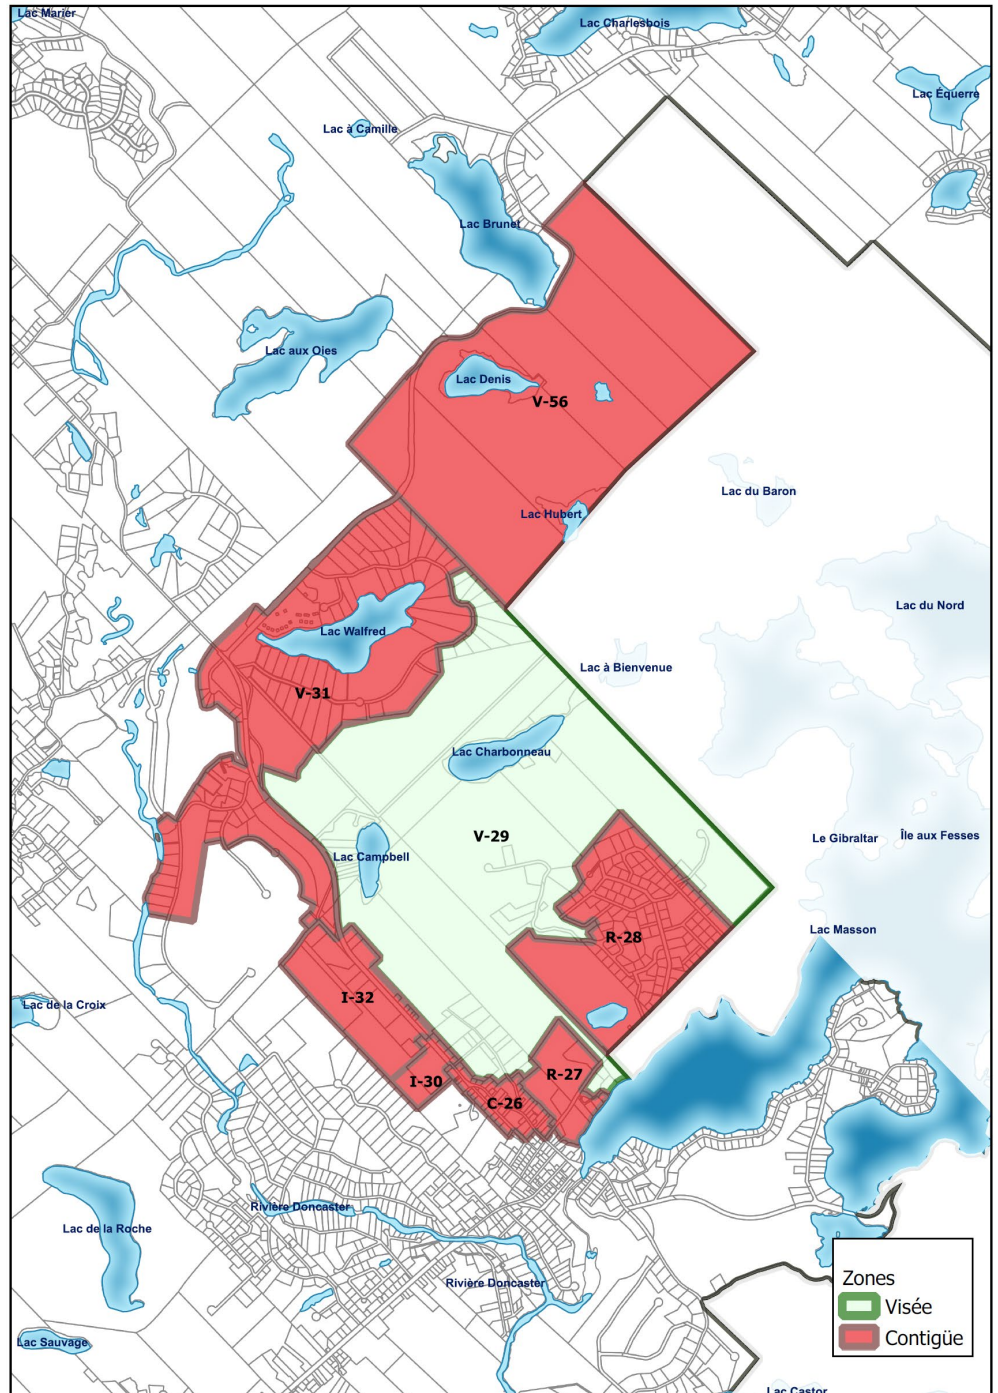 Lac Marier
Lac Charlesbois
Lac Équerre
Lac à Camille
Lac Brunet
Lac aux Oies
Lac Denis
V-56
Lac du Baron
Lac Hubert
Lac du Nord
Lac Walfred
Lac à Bienvenue
V-31
Lac Charbonneau
V-29
Le Gibraltar
Île aux Fesses
Lac Campbell
Lac Masson
R-28
I-32
Lac de la Croix
R-27
I-30
C-26
Rivière Doncaster
Lac de la Roche
Rivière Doncaster
Zones
Visée
Contigüe
Lac Sauvage
Lac Castor